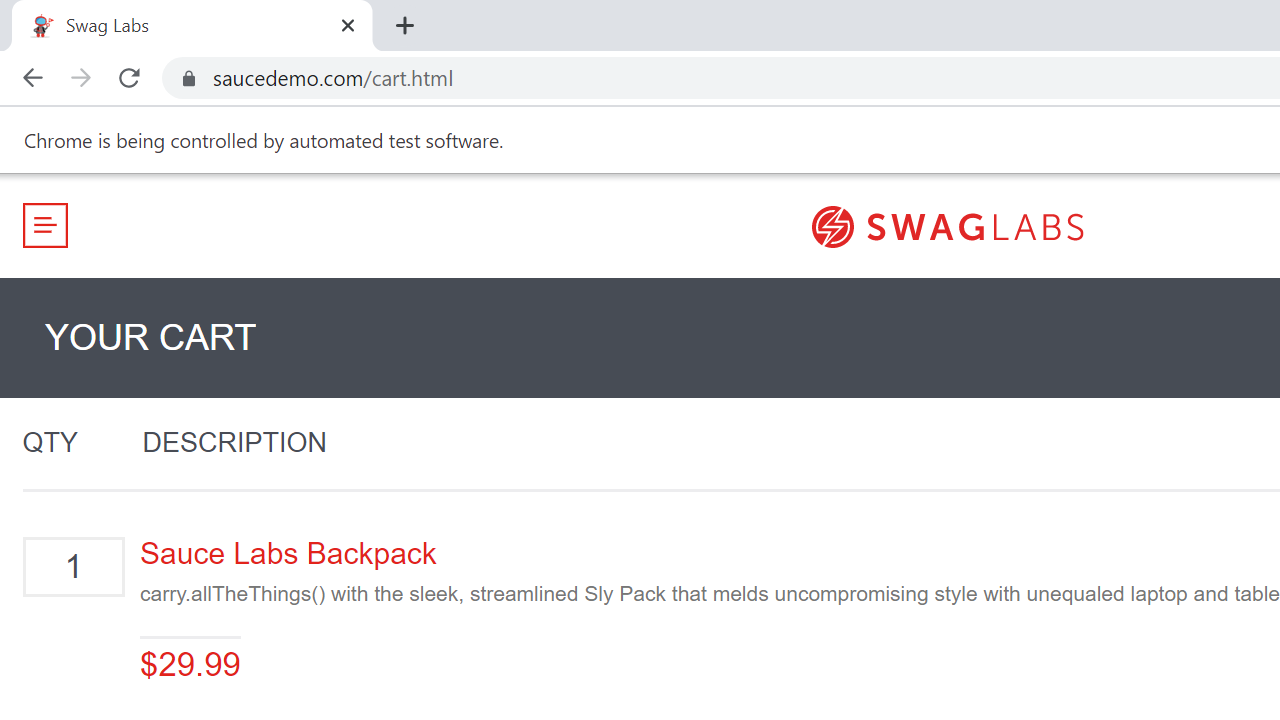 Swag Labs
saucedemo.com/cart.html
Chrome is being controlled by automated test software.
SWAGLABS
YOUR CART
QTY DESCRIPTION
1 Sauce Labs Backpack
carry.allTheThings() with the sleek, streamlined Sly Pack that melds uncompromising style with unequaled laptop and table
$29.99